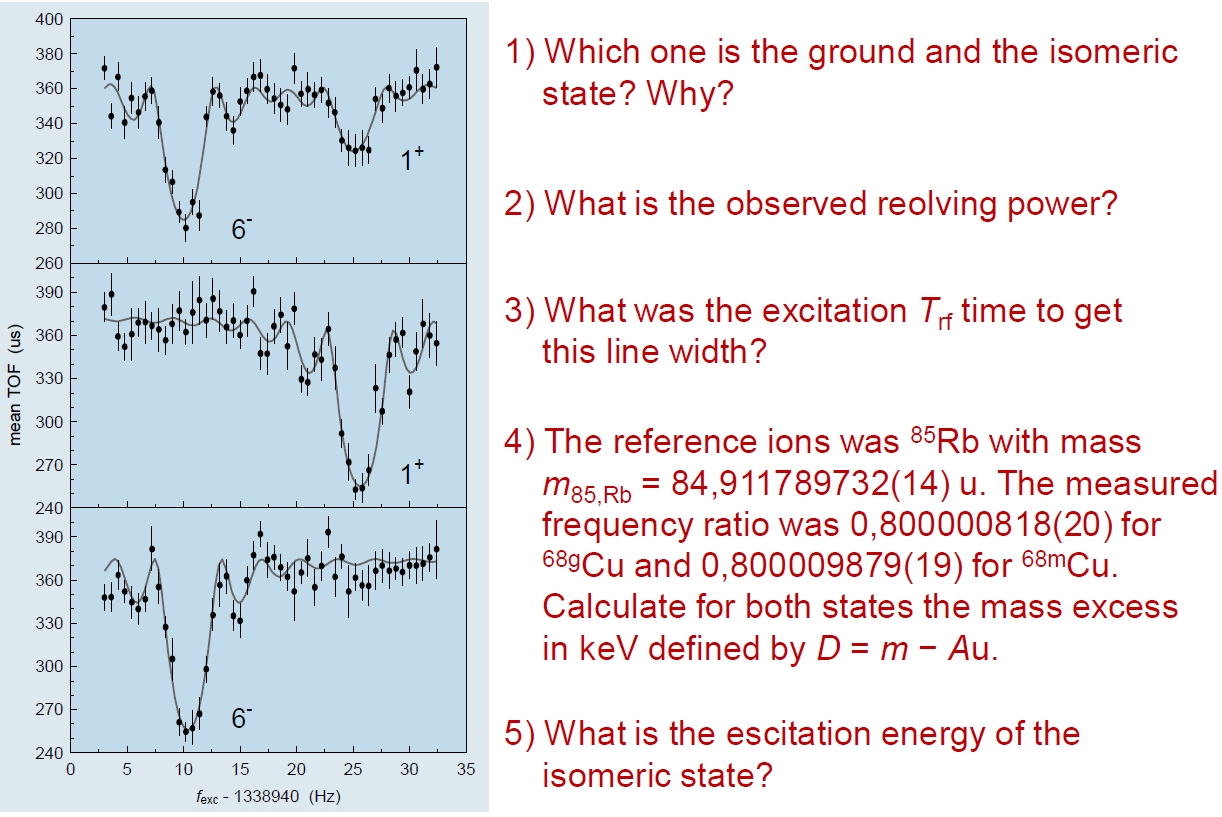 400
380
360
340
320
300
280
260
1+
6-
390
360
330
300
270
240
1+
390
360
330
300
270
240
6-
0 5 10 15 20 25 30 35
mean TOF (us)
fexc - 1338940 (Hz)
1) Which one is the ground and the isomeric
state? Why?
2) What is the observed reolving power?
3) What was the excitation Trf time to get
this line width?
4) The reference ions was 85Rb with mass
m85,Rb = 84,911789732(14) u. The measured
frequency ratio was 0,800000818(20) for
68gCu and 0,800009879(19) for 68mCu.
Calculate for both states the mass excess
in keV defined by D = m − Au.
5) What is the escitation energy of the
isomeric state?